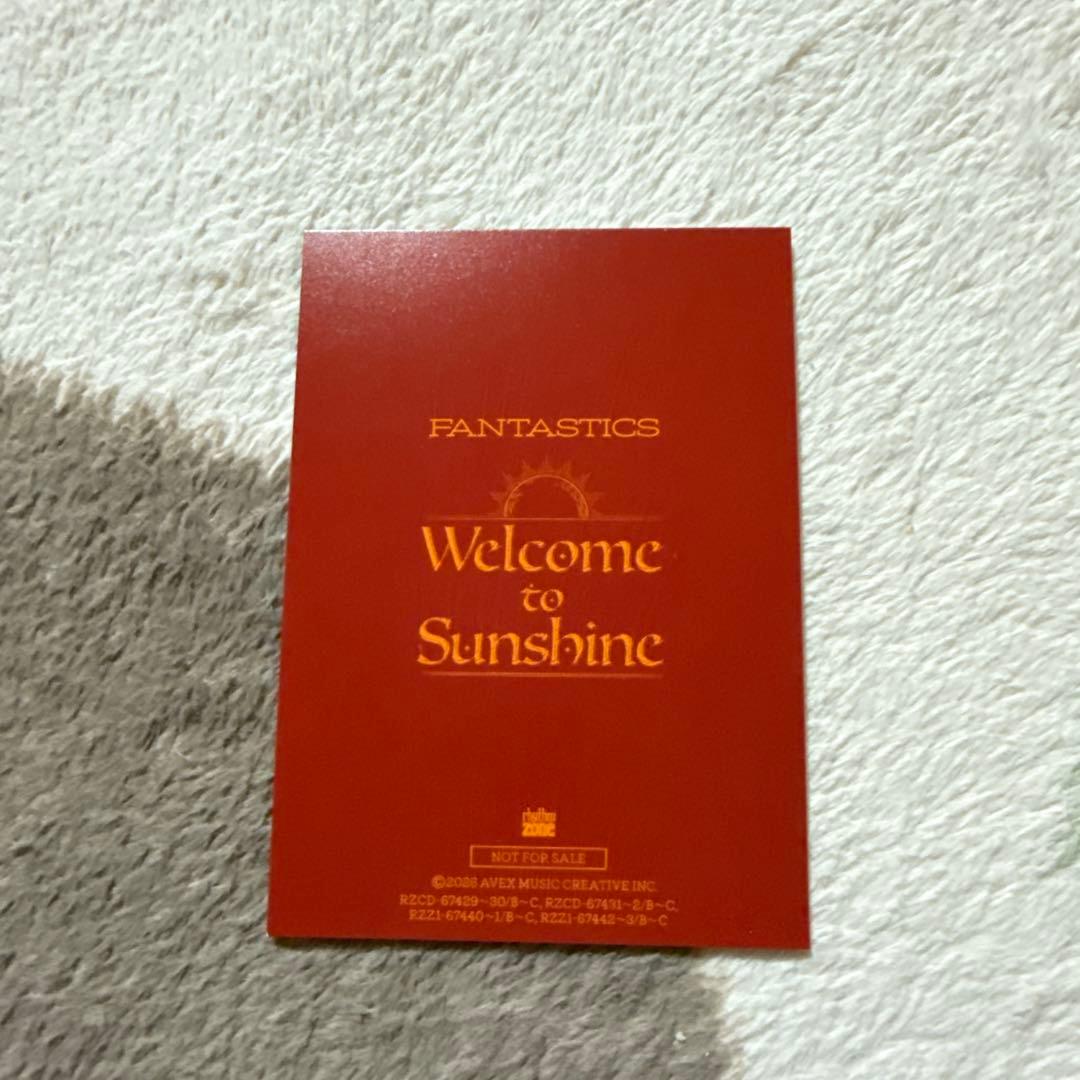 FANTASTICS
Welcome
to
Sunshine
rhythm
zone
NOT FOR SALE
©2026 AVEX MUSIC CREATIVE INC.
RZCD-67429~30/B~C, RZCD-67431~2/B~C,
RZZ1-67440~1/B~C, RZZ1-67442~3/B~C